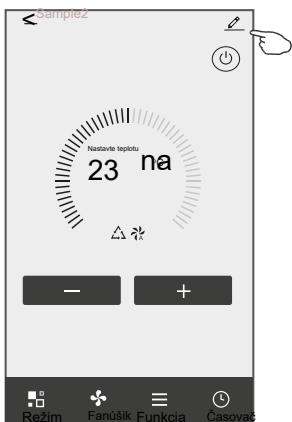 Sample2
Nastavte teplotu
23 na
A
Režim Fanúšik Funkcia Časovač